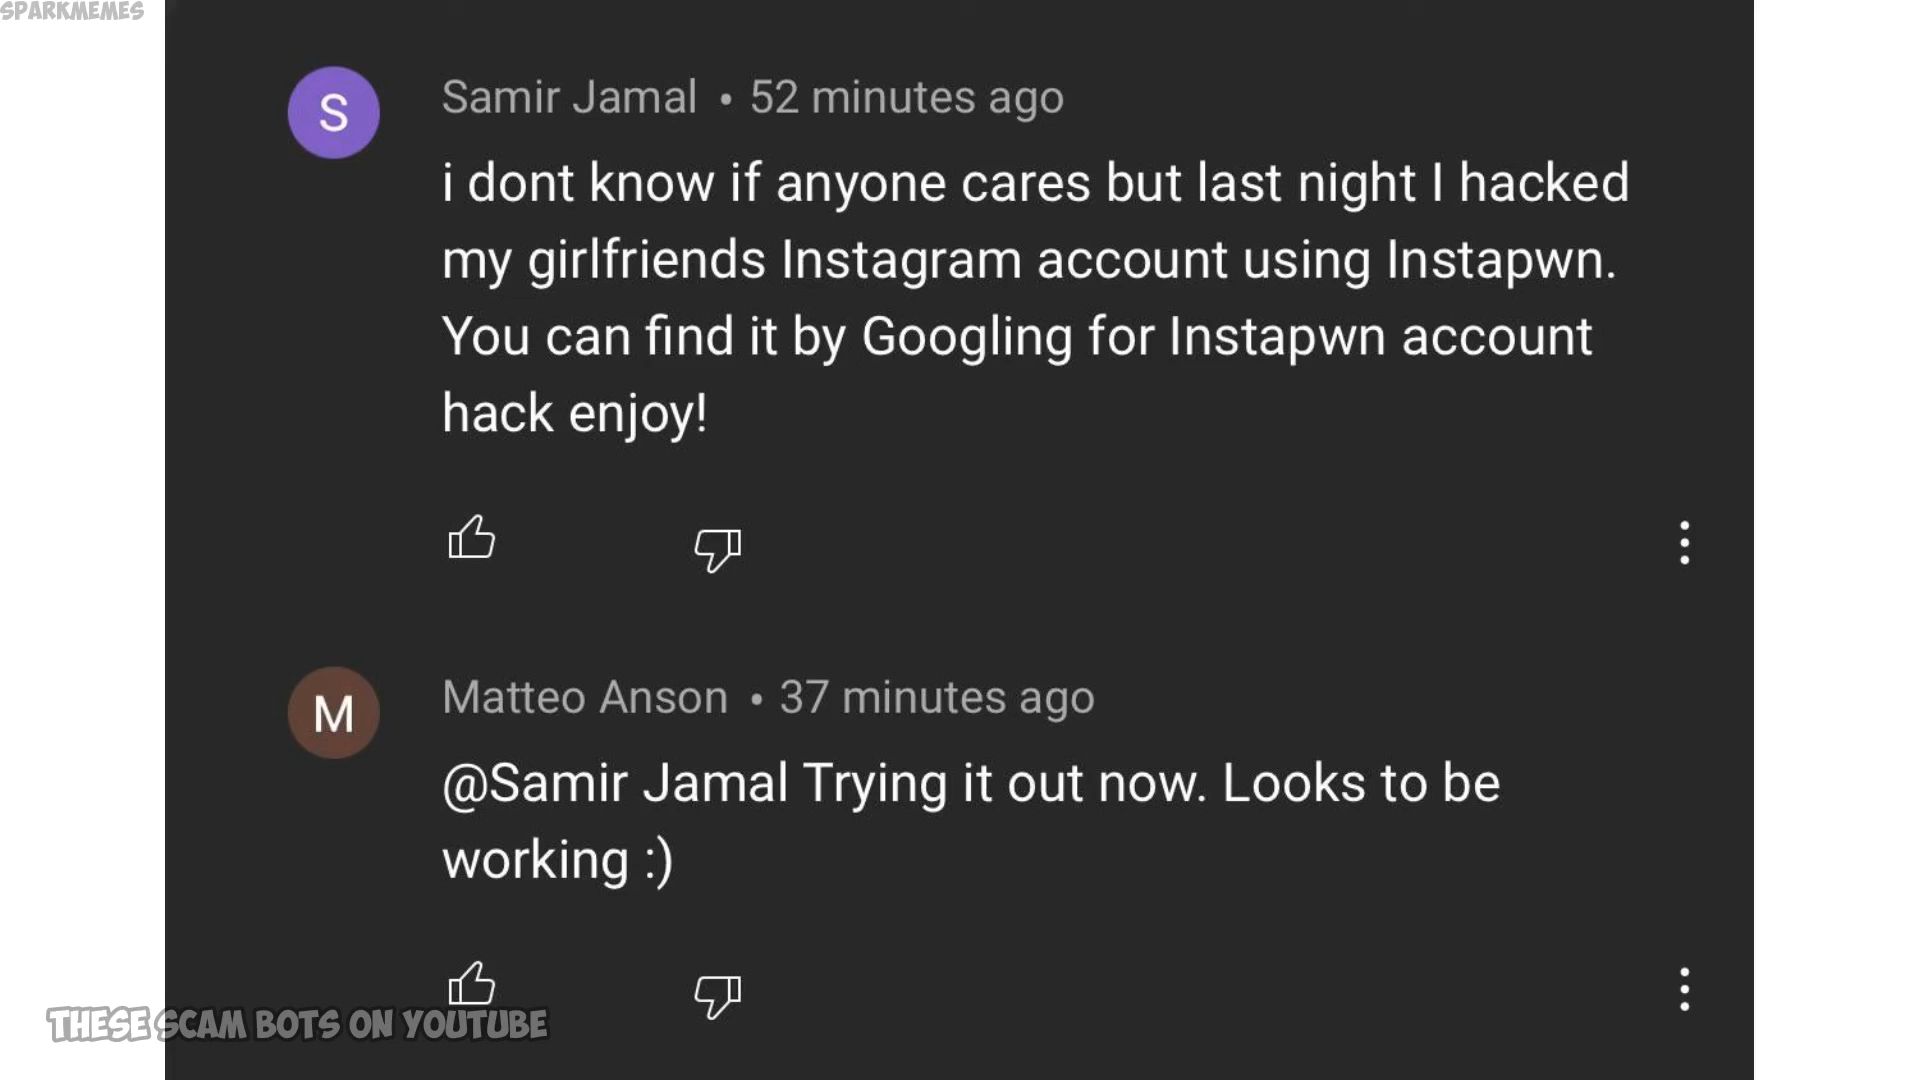 SPARKMEMES
S
Samir Jamal • 52 minutes ago
i dont know if anyone cares but last night I hacked
my girlfriends Instagram account using Instapwn.
You can find it by Googling for Instapwn account
hack enjoy!
M
Matteo Anson • 37 minutes ago
@Samir Jamal Trying it out now. Looks to be
working :)
THESE SCAM BOTS ON YOUTUBE